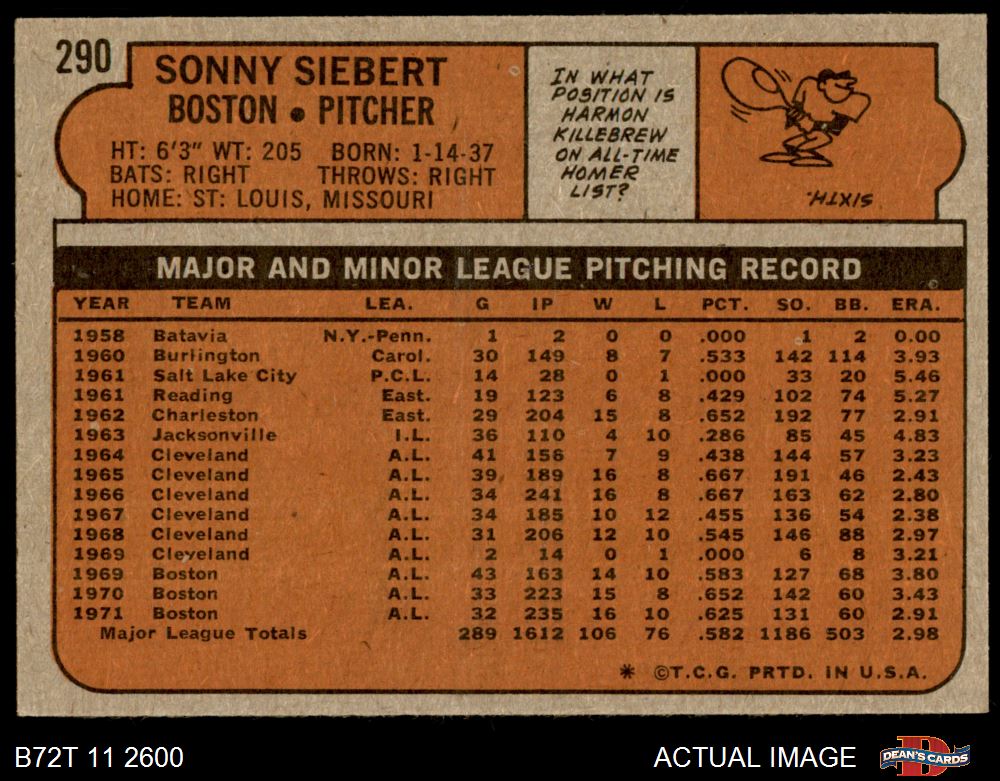 290
SONNY SIEBERT
BOSTON • PITCHER
HT: 6'3" WT: 205 BORN: 1-14-37
BATS: RIGHT THROWS: RIGHT
HOME: ST: LOUIS, MISSOURI
IN WHAT
POSITION IS
HARMON
KILLEBREW
ON ALL-TIME
HOMER
LIST?
SIXTH.
MAJOR AND MINOR LEAGUE PITCHING RECORD
YEAR TEAM LEA. G IP W L PCT. SO. BB. ERA.
1958 Batavia N.Y.-Penn. 1 2 0 0 .000 1 2 0.00
1960 Burlington Carol. 30 149 8 7 .533 142 114 3.93
1961 Salt Lake City P.C.L. 14 28 0 1 .000 33 20 5.46
1961 Reading East. 19 123 6 8 .429 102 74 5.27
1962 Charleston East. 29 204 15 8 .652 192 77 2.91
1963 Jacksonville I.L. 36 110 4 10 .286 85 45 4.83
1964 Cleveland A.L. 41 156 7 9 .438 144 57 3.23
1965 Cleveland A.L. 39 189 16 8 .667 191 46 2.43
1966 Cleveland A.L. 34 241 16 8 .667 163 62 2.80
1967 Cleveland A.L. 34 185 10 12 .455 136 54 2.38
1968 Cleveland A.L. 31 206 12 10 .545 146 88 2.97
1969 Cleveland A.L. 2 14 0 1 .000 6 8 3.21
1969 Boston A.L. 43 163 14 10 .583 127 68 3.80
1970 Boston A.L. 33 223 15 8 .652 142 60 3.43
1971 Boston A.L. 32 235 16 10 .625 131 60 2.91
Major League Totals 289 1612 106 76 .582 1186 503 2.98
* ©T.C.G. PRTD. IN U.S.A.
B72T 11 2600 ACTUAL IMAGE
DEAN'S CARDS